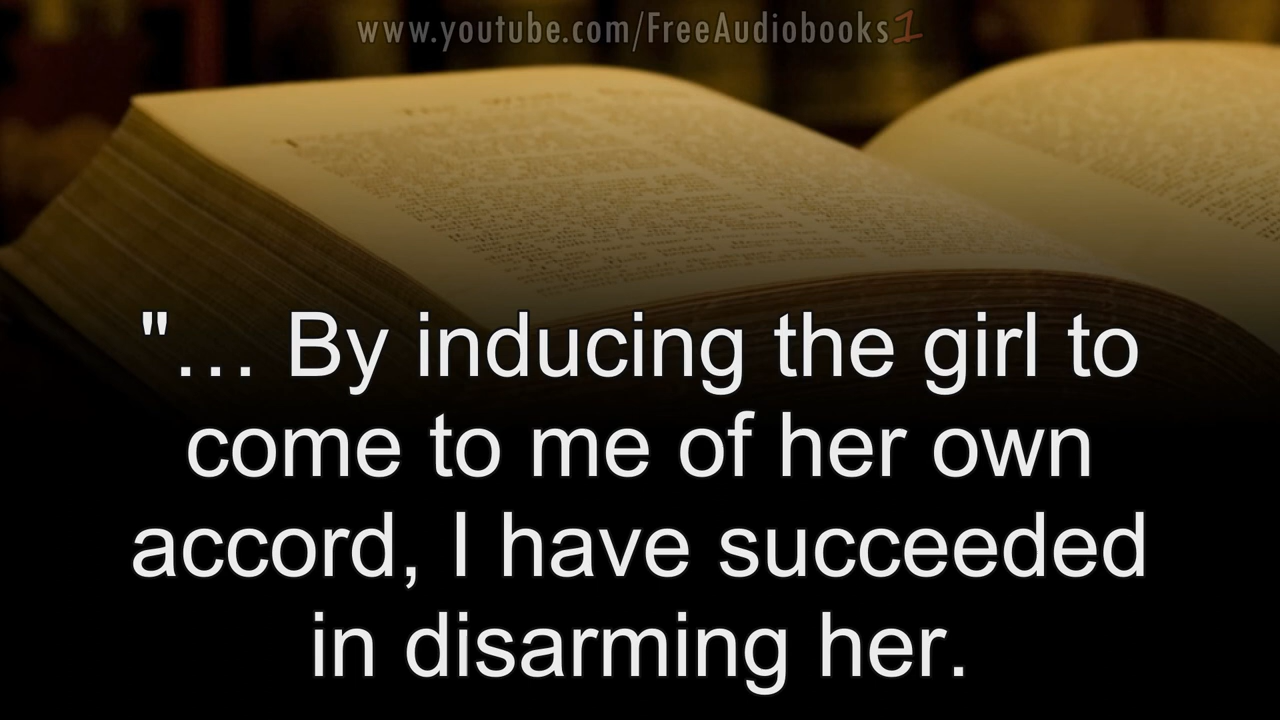 www.youtube.com/FreeAudiobooks1
"... By inducing the girl to
come to me of her own
accord, I have succeeded
in disarming her.